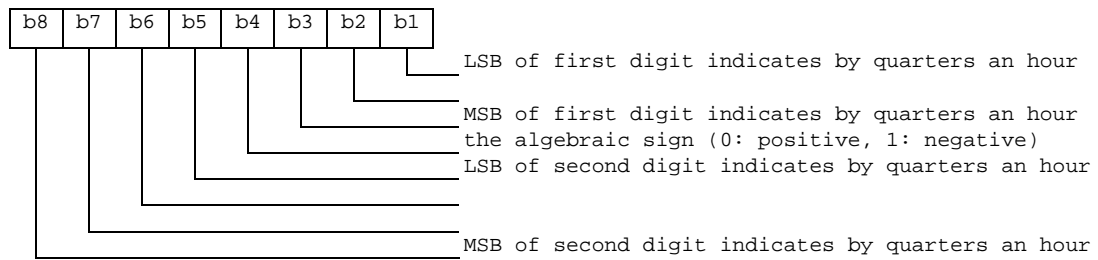 b8 b7 b6 b5 b4 b3 b2 b1
LSB of first digit indicates by quarters an hour
MSB of first digit indicates by quarters an hour
the algebraic sign (0: positive, 1: negative)
LSB of second digit indicates by quarters an hour
MSB of second digit indicates by quarters an hour